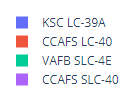 KSC LC-39A
CCAFS LC-40
VAFB SLC-4E
CCAFS SLC-40